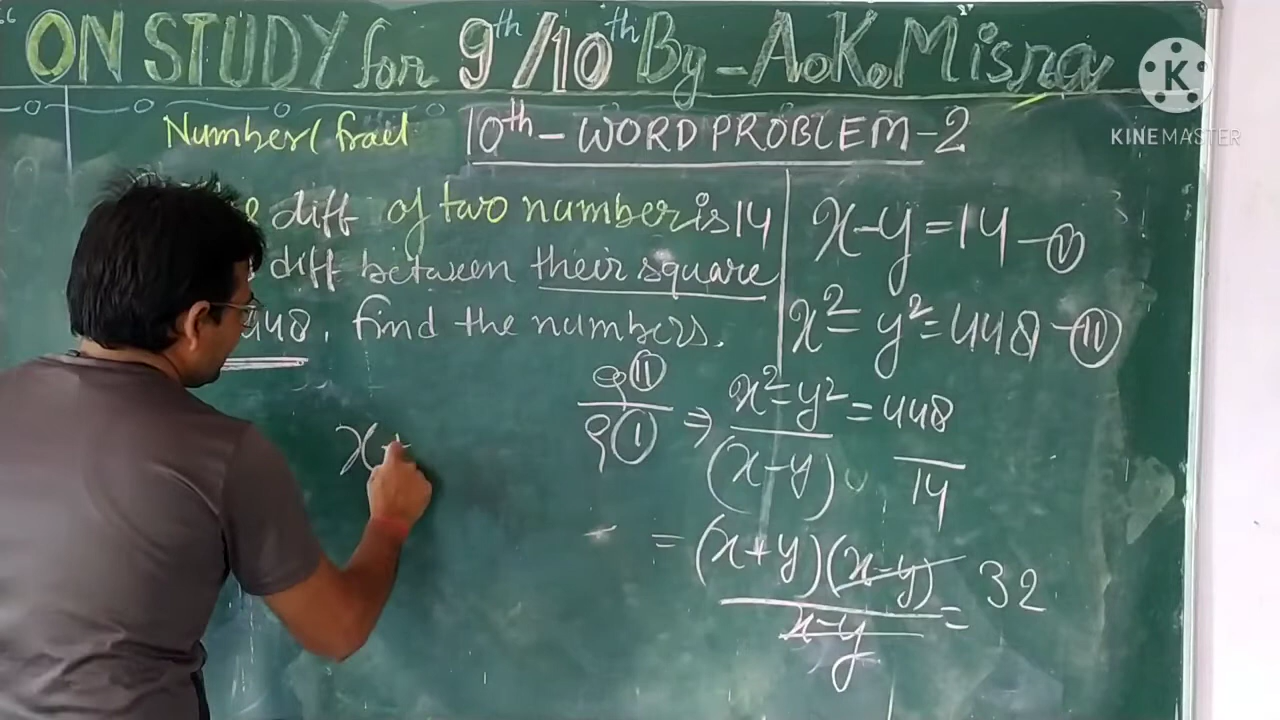 ON STUDY for 9th/10th By - A.K. Misra
KINEMASTER
Number/fract 10th - WORD PROBLEM - 2
diff of two number is 14
diff between their square
448, find the numbers.
x-y=14 - (I)
x²-y²=448 - (II)
(II) / (I) ⇒ x²-y² / (x-y) = 448 / 14
= (x+y)(x-y) / x-y = 32
x+